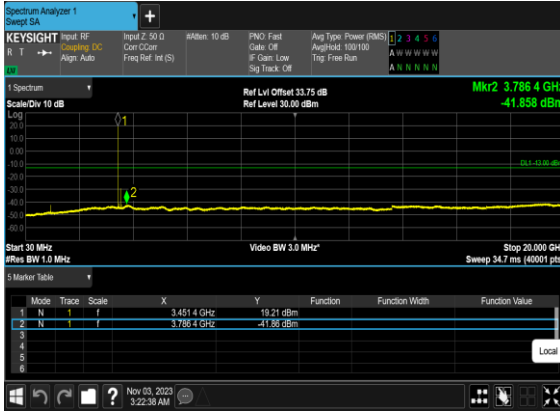 Spectrum Analyzer 1
Swept SA
+
KEYSIGHT Input: RF Input Z: 50 Ω #Atten: 10 dB PNO: Fast Avg Type: Power (RMS) 1 2 3 4 5 6
R T Coupling: DC Corr CCorr Gate: Off Avg|Hold: 100/100 A W W W W W
Align: Auto Freq Ref: Int (S) IF Gain: Low Trig: Free Run
Sig Track: Off A N N N N N
1 Spectrum Ref Lvl Offset 33.75 dB Mkr2 3.786 4 GHz
Scale/Div 10 dB Ref Level 30.00 dBm -41.858 dBm
Log
20.0
10.0
0.00
-10.0
-20.0
-30.0
-40.0
-50.0
-60.0
1
2
DL1 -13.00 dBm
Start 30 MHz Video BW 3.0 MHz* Stop 20.000 GHz
#Res BW 1.0 MHz Sweep 34.7 ms (40001 pts)
5 Marker Table
Mode Trace Scale X Y Function Function Width Function Value
1 N 1 f 3.451 4 GHz 19.21 dBm
2 N 1 f 3.786 4 GHz -41.86 dBm
3
4
5
6
Local
?
Nov 03, 2023
3:22:38 AM